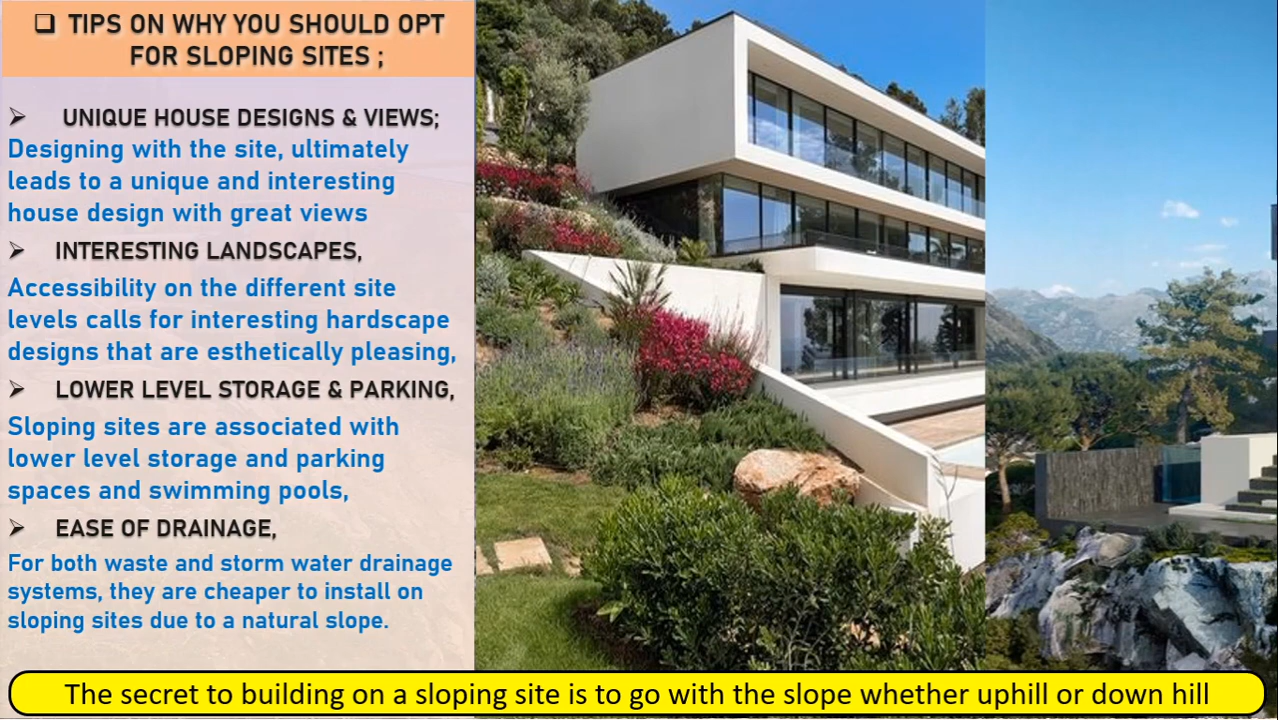 ❑ TIPS ON WHY YOU SHOULD OPT
FOR SLOPING SITES ;
➢ UNIQUE HOUSE DESIGNS & VIEWS;
Designing with the site, ultimately
leads to a unique and interesting
house design with great views
➢ INTERESTING LANDSCAPES,
Accessibility on the different site
levels calls for interesting hardscape
designs that are esthetically pleasing,
➢ LOWER LEVEL STORAGE & PARKING,
Sloping sites are associated with
lower level storage and parking
spaces and swimming pools,
➢ EASE OF DRAINAGE,
For both waste and storm water drainage
systems, they are cheaper to install on
sloping sites due to a natural slope.
The secret to building on a sloping site is to go with the slope whether uphill or down hill